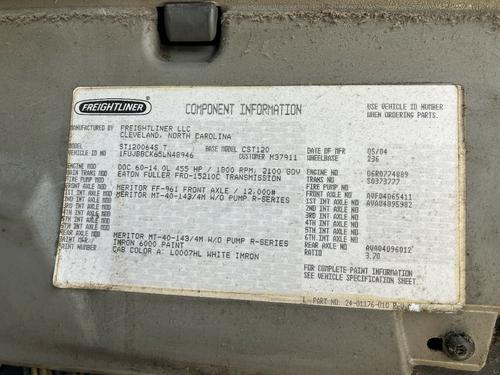 FREIGHTLINER
COMPONENT INFORMATION
USE VEHICLE ID NUMBER
WHEN ORDERING PARTS
MANUFACTURED BY FREIGHTLINER LLC
CLEVELAND, NORTH CAROLINA
MODEL ST120064S T BASE MODEL CST120 DATE OF MFR 05/04
VEHICLE ID NO 1FUJBBCK65LN48946 CUSTOMER M37911 WHEELBASE 236
ENGINE MOD DDC 60-14.0L 455 HP / 1800 RPM, 2100 GOV ENGINE NO 06R0774889
MAIN TRANS MOD EATON FULLER FRO-15210C TRANSMISSION TRANS NO S0373777
FIRE PUMP MOD FIRE PUMP NO
FRONT AXLE MOD MERITOR FF-961 FRONT AXLE / 12,000# FRONT AXLE NO AVF04065411
1ST INT AXLE MOD MERITOR MT-40-143/4M W/O PUMP R-SERIES 1ST INT AXLE NO AVA04095982
2ND INT AXLE MOD 2ND INT AXLE NO
3RD INT AXLE MOD 3RD INT AXLE NO
4TH INT AXLE MOD 4TH INT AXLE NO
5TH INT AXLE MOD 5TH INT AXLE NO
6TH INT AXLE MOD 6TH INT AXLE NO
REAR AXLE MOD MERITOR MT-40-143/4M W/O PUMP R-SERIES REAR AXLE NO AVA04096012
PAINT MFR IMRON 6000 PAINT RATIO 3.70
PAINT NUMBER CAB COLOR A: L0007HL WHITE IMRON
FOR COMPLETE PAINT INFORMATION
SEE VEHICLE SPECIFICATION SHEET.
PART NO. 24-01176-010 Rev